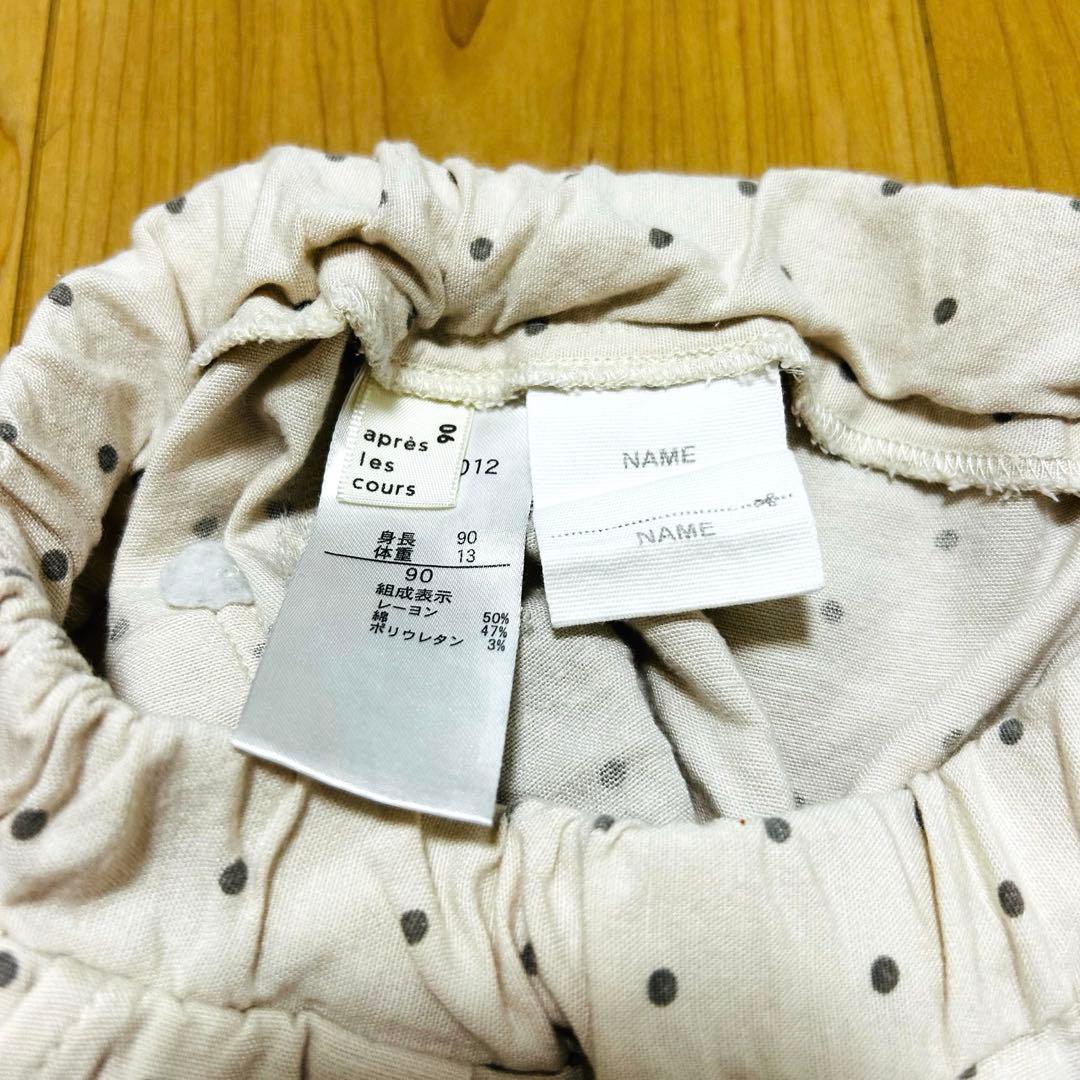 90
après
les
cours
012
身長 90
体重 13
90
組成表示
レーヨン 50%
綿 47%
ポリウレタン 3%
NAME
NAME